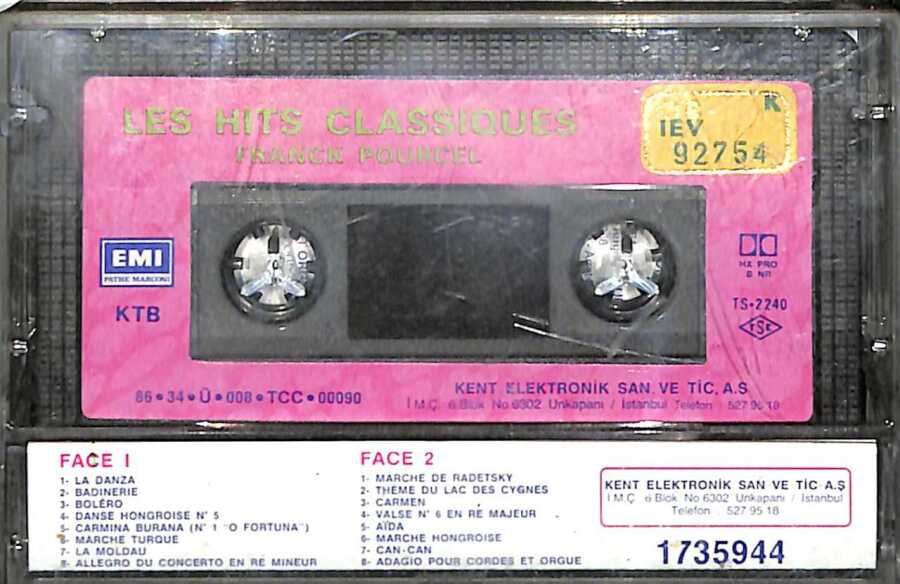 LES HITS CLASSIQUES
FRANCK POURCEL
K
IEV
92754
EMI
PATHE MARCONI
KTB
HX PRO
B NR
TS-2240
TSE
86•34•Ü•008•TCC•00090
KENT ELEKTRONİK SAN. VE TİC. A.Ş
İ M.Ç. 6 Blok No 6302 Unkapanı / İstanbul Telefon : 527 95 18
FACE 1
1- LA DANZA
2- BADINERIE
3- BOLÉRO
4- DANSE HONGROISE N° 5
5- CARMINA BURANA (N° 1 "O FORTUNA")
6- MARCHE TURQUE
7- LA MOLDAU
8- ALLEGRO DU CONCERTO EN RE MINEUR
FACE 2
1- MARCHE DE RADETSKY
2- THÈME DU LAC DES CYGNES
3- CARMEN
4- VALSE N° 6 EN RÉ MAJEUR
5- AÏDA
6- MARCHE HONGROISE
7- CAN-CAN
8- ADAGIO POUR CORDES ET ORGUE
KENT ELEKTRONİK SAN VE TİC A.Ş
İ M.Ç. 6 Blok No 6302 Unkapanı / İstanbul
Telefon : 527 95 18
1735944